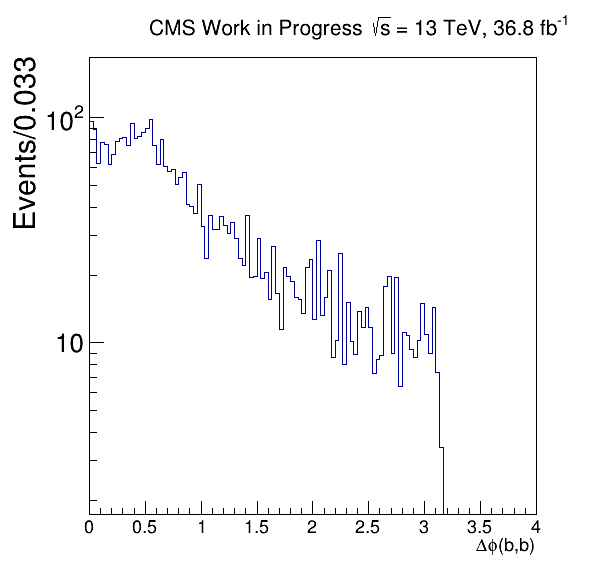 CMS Work in Progress √s = 13 TeV, 36.8 fb⁻¹
Events/0.033
10²
10
0 0.5 1 1.5 2 2.5 3 3.5 4
Δϕ(b,b)